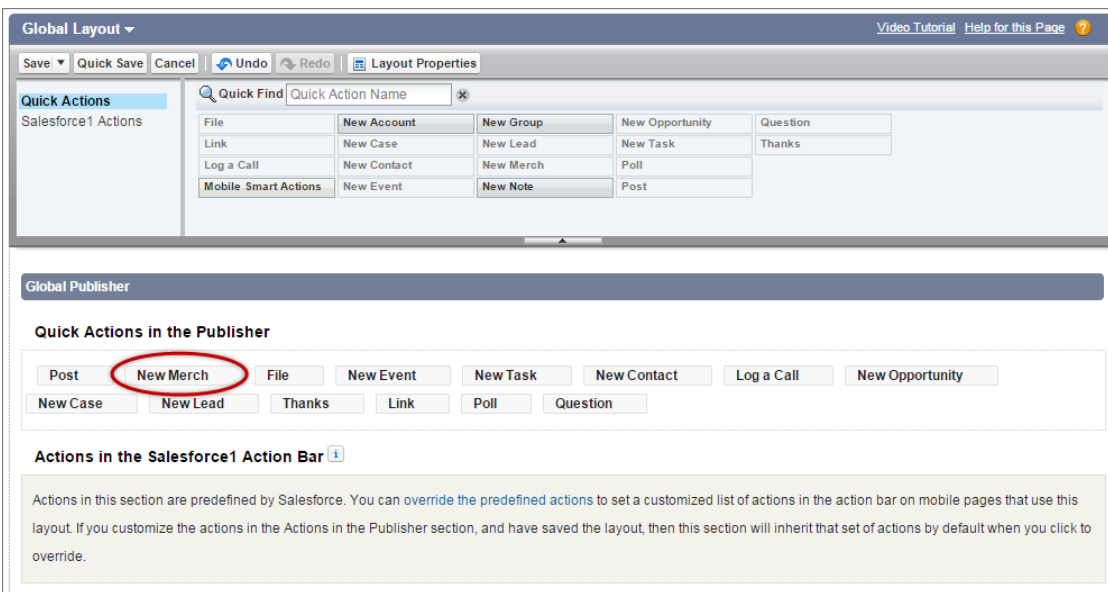 Global Layout Video Tutorial Help for this Page ?
Save Quick Save Cancel Undo Redo Layout Properties
Quick Actions
Salesforce1 Actions
Quick Find Quick Action Name
File New Account New Group New Opportunity Question
Link New Case New Lead New Task Thanks
Log a Call New Contact New Merch Poll
Mobile Smart Actions New Event New Note Post
Global Publisher
Quick Actions in the Publisher
Post New Merch File New Event New Task New Contact Log a Call New Opportunity
New Case New Lead Thanks Link Poll Question
Actions in the Salesforce1 Action Bar i
Actions in this section are predefined by Salesforce. You can override the predefined actions to set a customized list of actions in the action bar on mobile pages that use this
layout. If you customize the actions in the Actions in the Publisher section, and have saved the layout, then this section will inherit that set of actions by default when you click to
override.